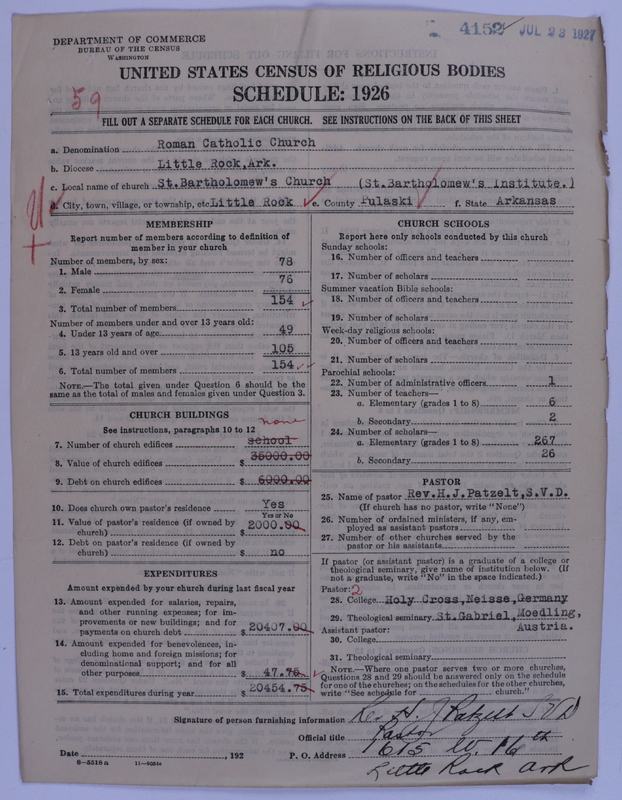 4152 JUL 23 1927
DEPARTMENT OF COMMERCE
BUREAU OF THE CENSUS
WASHINGTON
UNITED STATES CENSUS OF RELIGIOUS BODIES
SCHEDULE: 1926
59
FILL OUT A SEPARATE SCHEDULE FOR EACH CHURCH. SEE INSTRUCTIONS ON THE BACK OF THIS SHEET
a. Denomination Roman Catholic Church
b. Diocese Little Rock, Ark.
c. Local name of church St.Bartholomew's Church (St.Bartholomew's Institute.)
d. City, town, village, or township, etc Little Rock e. County Pulaski f. State Arkansas
MEMBERSHIP
Report number of members according to definition of
member in your church
Number of members, by sex:
1. Male 78
2. Female 76
3. Total number of members 154
Number of members under and over 13 years old:
4. Under 13 years of age 49
5. 13 years old and over 105
6. Total number of members 154
NOTE.—The total given under Question 6 should be
same as the total of males and females given under Question 3.
CHURCH BUILDINGS
See instructions, paragraphs 10 to 12 none
7. Number of church edifices school
8. Value of church edifices $ 35000.00
9. Debt on church edifices $ 6000.00
10. Does church own pastor's residence Yes
Yes or No
11. Value of pastor's residence (if owned by
church) $ 2000.00
12. Debt on pastor's residence (if owned by
church) $ no
EXPENDITURES
Amount expended by your church during last fiscal year
13. Amount expended for salaries, repairs,
and other running expenses; for im-
provements or new buildings; and for
payments on church debt $ 20407.00
14. Amount expended for benevolences, in-
cluding home and foreign missions; for
denominational support; and for all
other purposes $ 47.75
15. Total expenditures during year $ 20454.75
CHURCH SCHOOLS
Report here only schools conducted by this church
Sunday schools:
16. Number of officers and teachers
17. Number of scholars
Summer vacation Bible schools:
18. Number of officers and teachers
19. Number of scholars
Week-day religious schools:
20. Number of officers and teachers
21. Number of scholars
Parochial schools:
22. Number of administrative officers 1
23. Number of teachers—
a. Elementary (grades 1 to 8) 6
b. Secondary 2
24. Number of scholars—
a. Elementary (grades 1 to 8) 267
b. Secondary 26
PASTOR
25. Name of pastor Rev.H.J.Patzelt,S.V.D.
(If church has no pastor, write "None")
26. Number of ordained ministers, if any, em-
ployed as assistant pastors
27. Number of other churches served by the
pastor or his assistants
If pastor (or assistant pastor) is a graduate of a college or
theological seminary, give name of institution below. (If
not a graduate, write "No" in the space indicated.)
Pastor: 2
28. College Holy Cross,Neisse,Germany
29. Theological seminary St.Gabriel, Moedling,
Assistant pastor: Austria.
30. College
31. Theological seminary
NOTE.—Where one pastor serves two or more churches,
Questions 28 and 29 should be answered only on the schedule
for one of the churches; on the schedules for the other churches,
write "See schedule for church."
Signature of person furnishing information Rev. H. J Patzelt SVD
Official title Pastor
Date , 192 P. O. Address 615 W. 16th
8-5518 a Little Rock Ark